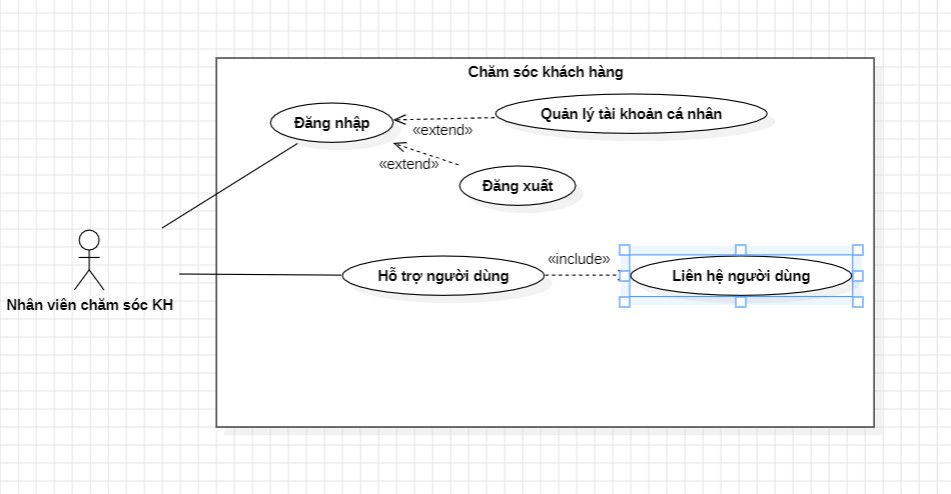 Chăm sóc khách hàng
Đăng nhập
Quản lý tài khoản cá nhân
«extend»
«extend»
Đăng xuất
«include»
Hỗ trợ người dùng
Liên hệ người dùng
Nhân viên chăm sóc KH